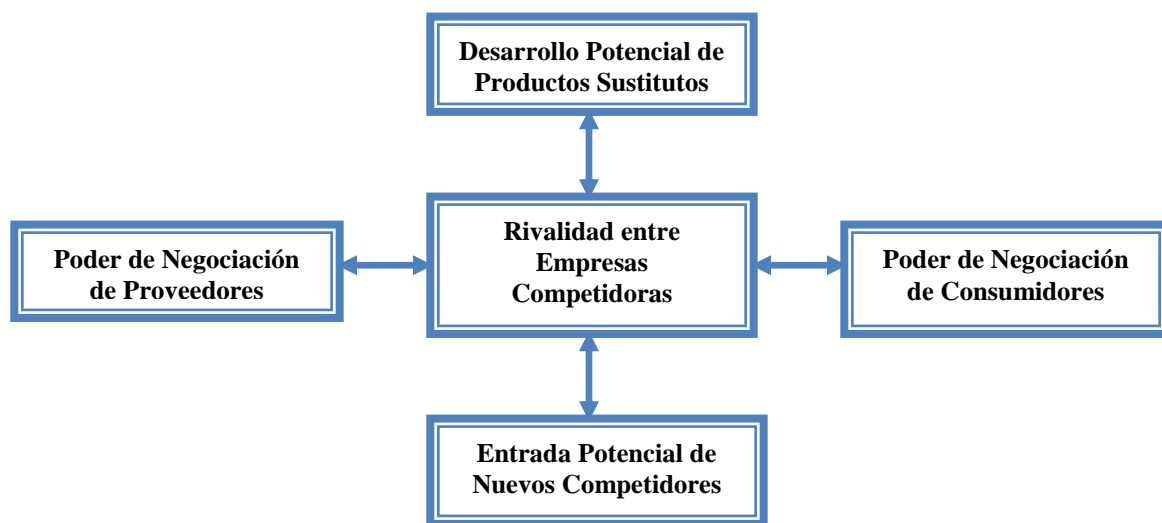 Desarrollo Potencial de
Productos Sustitutos
Poder de Negociación
de Proveedores
Rivalidad entre
Empresas
Competidoras
Poder de Negociación
de Consumidores
Entrada Potencial de
Nuevos Competidores